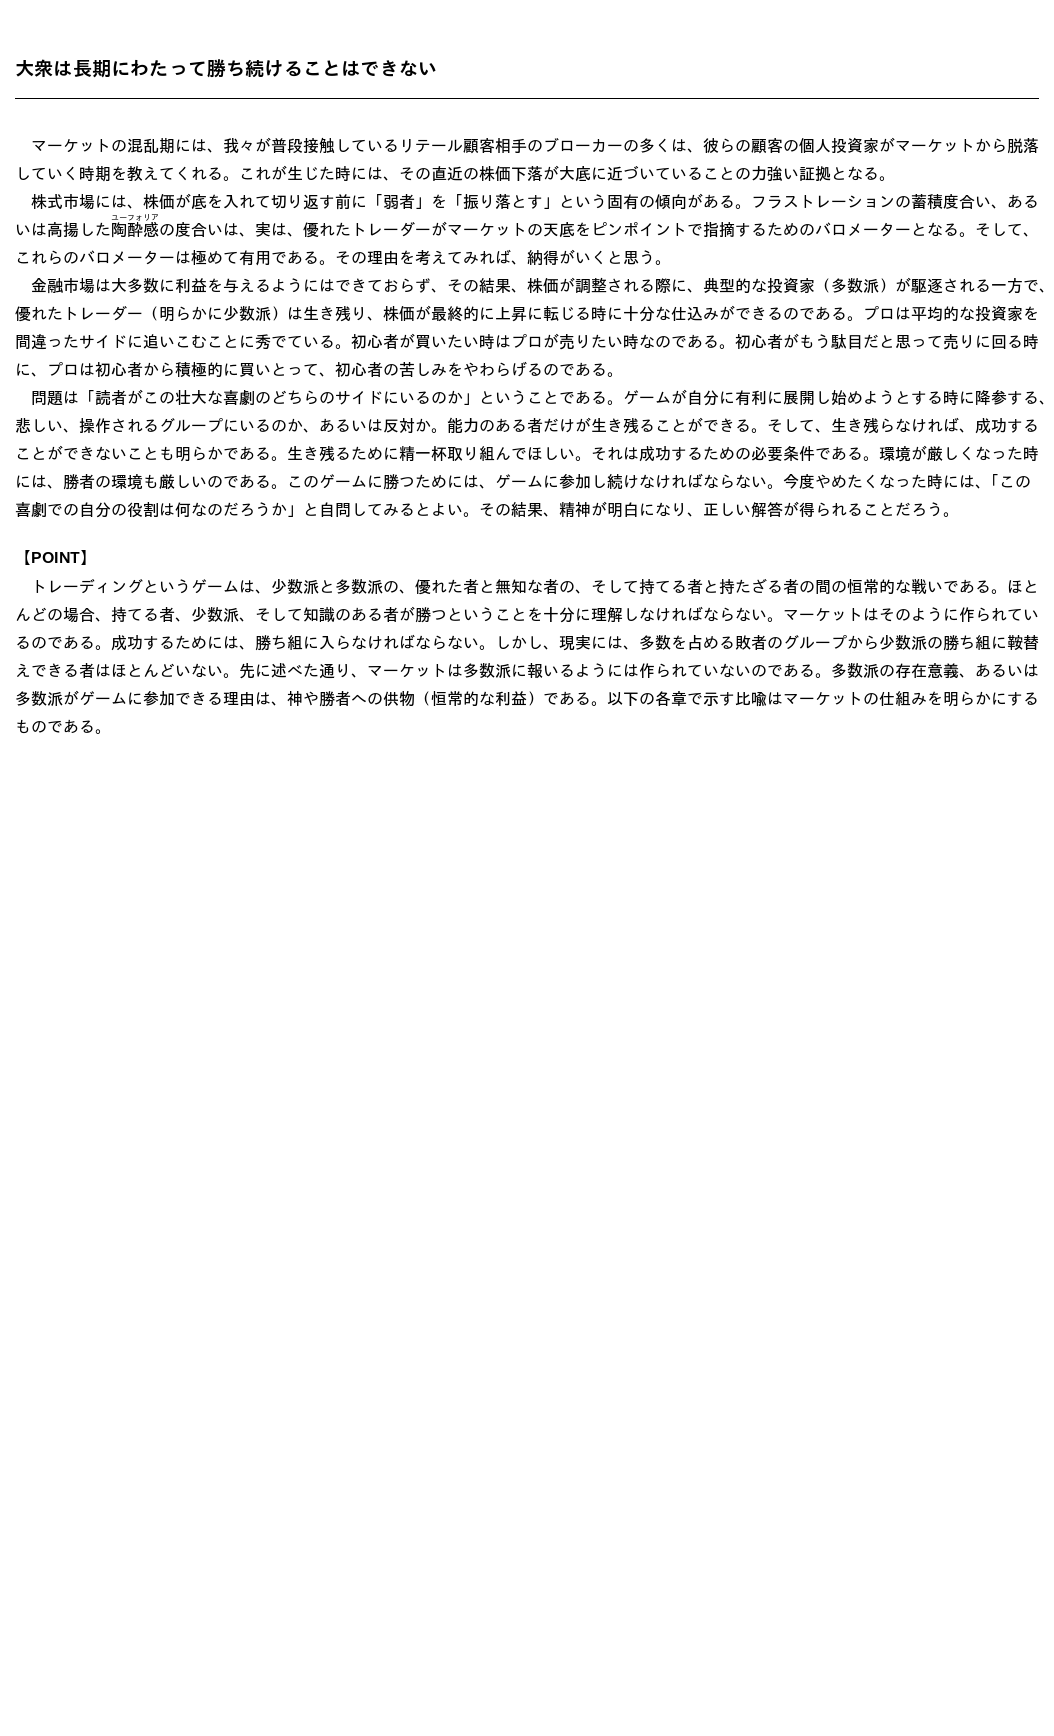 大衆は長期にわたって勝ち続けることはできない
　マーケットの混乱期には、我々が普段接触しているリテール顧客相手のブローカーの多くは、彼らの顧客の個人投資家がマーケットから脱落
していく時期を教えてくれる。これが生じた時には、その直近の株価下落が大底に近づいていることの力強い証拠となる。
　株式市場には、株価が底を入れて切り返す前に「弱者」を「振り落とす」という固有の傾向がある。フラストレーションの蓄積度合い、ある
ユーフォリア
いは高揚した陶酔感の度合いは、実は、優れたトレーダーがマーケットの天底をピンポイントで指摘するためのバロメーターとなる。そして、
これらのバロメーターは極めて有用である。その理由を考えてみれば、納得がいくと思う。
　金融市場は大多数に利益を与えるようにはできておらず、その結果、株価が調整される際に、典型的な投資家（多数派）が駆逐される一方で、
優れたトレーダー（明らかに少数派）は生き残り、株価が最終的に上昇に転じる時に十分な仕込みができるのである。プロは平均的な投資家を
間違ったサイドに追いこむことに秀でている。初心者が買いたい時はプロが売りたい時なのである。初心者がもう駄目だと思って売りに回る時
に、プロは初心者から積極的に買いとって、初心者の苦しみをやわらげるのである。
　問題は「読者がこの壮大な喜劇のどちらのサイドにいるのか」ということである。ゲームが自分に有利に展開し始めようとする時に降参する、
悲しい、操作されるグループにいるのか、あるいは反対か。能力のある者だけが生き残ることができる。そして、生き残らなければ、成功する
ことができないことも明らかである。生き残るために精一杯取り組んでほしい。それは成功するための必要条件である。環境が厳しくなった時
には、勝者の環境も厳しいのである。このゲームに勝つためには、ゲームに参加し続けなければならない。今度やめたくなった時には、「この
喜劇での自分の役割は何なのだろうか」と自問してみるとよい。その結果、精神が明白になり、正しい解答が得られることだろう。
【POINT】
　トレーディングというゲームは、少数派と多数派の、優れた者と無知な者の、そして持てる者と持たざる者の間の恒常的な戦いである。ほと
んどの場合、持てる者、少数派、そして知識のある者が勝つということを十分に理解しなければならない。マーケットはそのように作られてい
るのである。成功するためには、勝ち組に入らなければならない。しかし、現実には、多数を占める敗者のグループから少数派の勝ち組に鞍替
えできる者はほとんどいない。先に述べた通り、マーケットは多数派に報いるようには作られていないのである。多数派の存在意義、あるいは
多数派がゲームに参加できる理由は、神や勝者への供物（恒常的な利益）である。以下の各章で示す比喩はマーケットの仕組みを明らかにする
ものである。